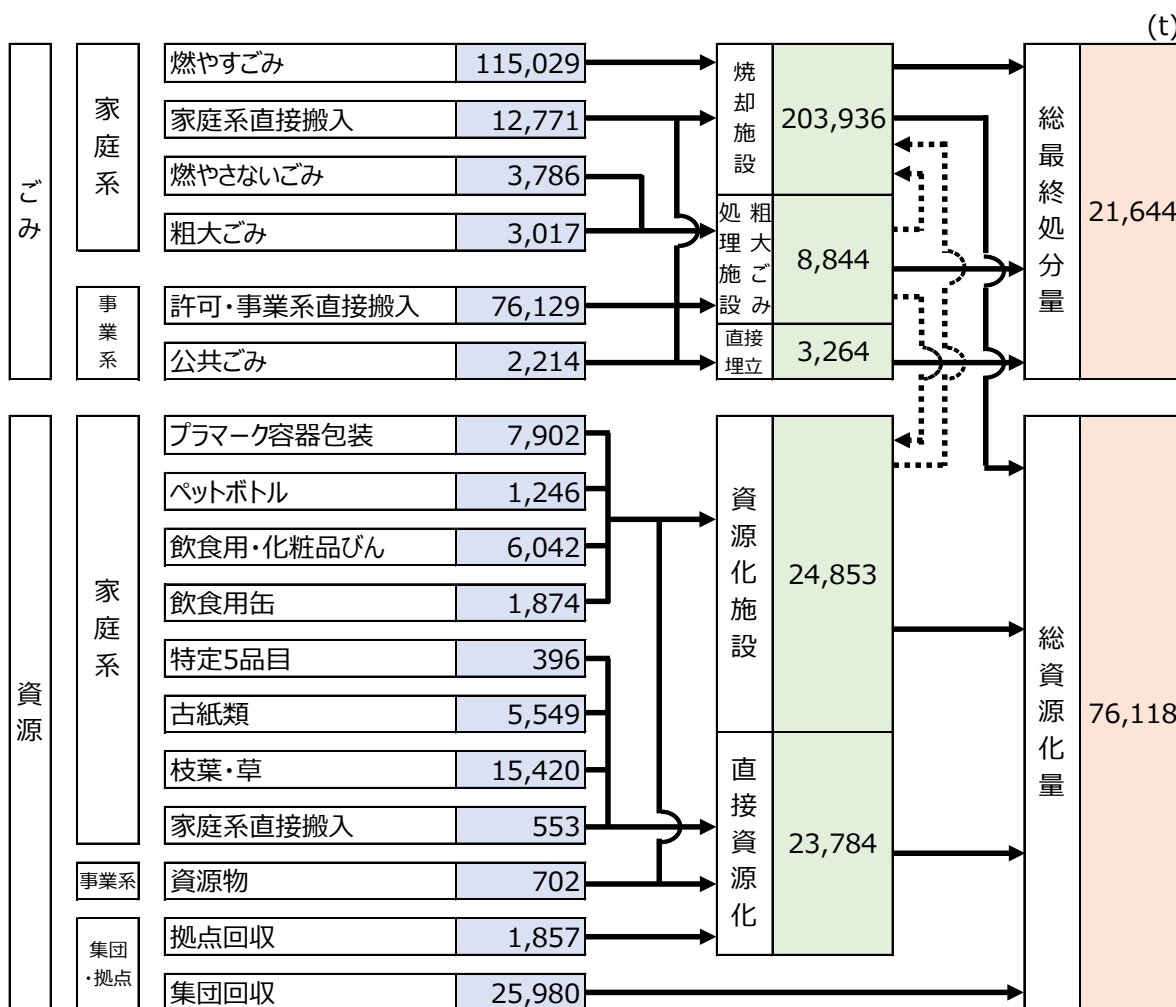 (t)
ごみ
家庭系
燃やすごみ 115,029
家庭系直接搬入 12,771
燃やさないごみ 3,786
粗大ごみ 3,017
事業系
許可・事業系直接搬入 76,129
公共ごみ 2,214
焼却施設 203,936
粗大ごみ処理施設 8,844
直接埋立 3,264
総最終処分量 21,644
資源
家庭系
プラマーク容器包装 7,902
ペットボトル 1,246
飲食用・化粧品びん 6,042
飲食用缶 1,874
特定5品目 396
古紙類 5,549
枝葉・草 15,420
家庭系直接搬入 553
事業系
資源物 702
集団・拠点
拠点回収 1,857
集団回収 25,980
資源化施設 24,853
直接資源化 23,784
総資源化量 76,118